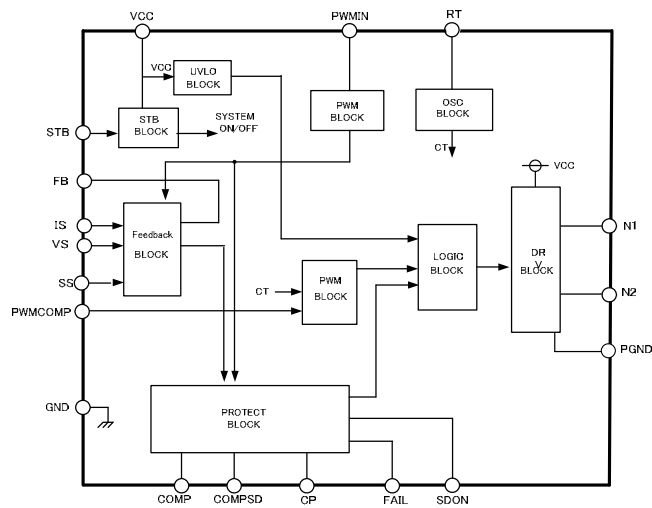 VCC
PWMIN
RT
VCC
UVLO
BLOCK
STB
STB
BLOCK
SYSTEM
ON/OFF
PWM
BLOCK
OSC
BLOCK
CT
FB
VCC
IS
VS
Feedback
BLOCK
SS
LOGIC
BLOCK
DR
V
BLOCK
N1
N2
CT
PWM
BLOCK
PWMCOMP
PGND
GND
PROTECT
BLOCK
COMP
COMPSD
CP
FAIL
SDON